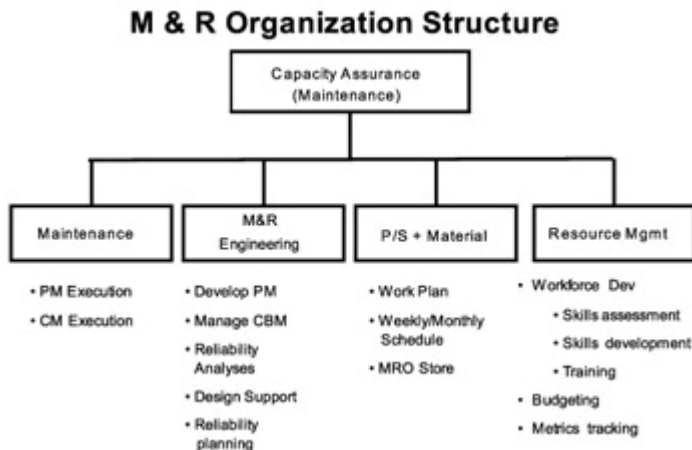 M & R Organization Structure
Capacity Assurance
(Maintenance)
Maintenance
M&R
Engineering
P/S + Material
Resource Mgmt
• PM Execution
• CM Execution
• Develop PM
• Manage CBM
• Reliability
Analyses
• Design Support
• Reliability
planning
• Work Plan
• Weekly/Monthly
Schedule
• MRO Store
• Workforce Dev
• Skills assessment
• Skills development
• Training
• Budgeting
• Metrics tracking